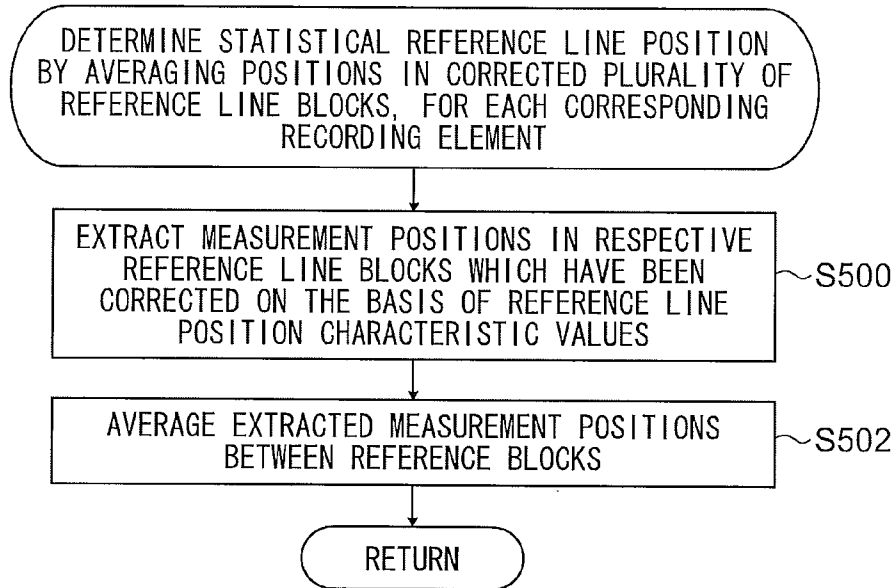 DETERMINE STATISTICAL REFERENCE LINE POSITION
BY AVERAGING POSITIONS IN CORRECTED PLURALITY OF
REFERENCE LINE BLOCKS, FOR EACH CORRESPONDING
RECORDING ELEMENT
EXTRACT MEASUREMENT POSITIONS IN RESPECTIVE
REFERENCE LINE BLOCKS WHICH HAVE BEEN
CORRECTED ON THE BASIS OF REFERENCE LINE
POSITION CHARACTERISTIC VALUES
S500
AVERAGE EXTRACTED MEASUREMENT POSITIONS
BETWEEN REFERENCE BLOCKS.
S502
RETURN